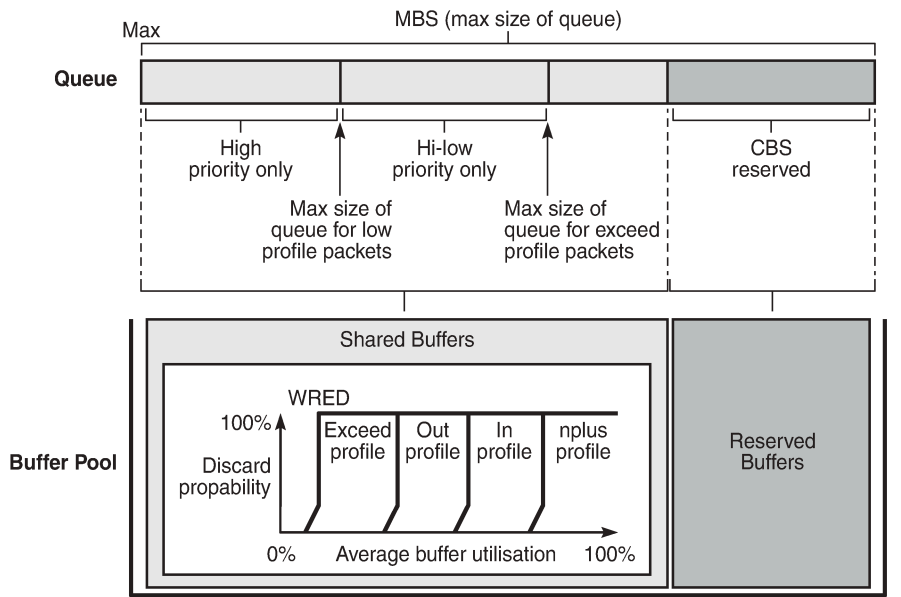 MBS (max size of queue)
Max
Queue
High
priority only
Hi-low
priority only
CBS
reserved
Max size of
queue for low
profile packets
Max size of
queue for exceed
profile packets
Shared Buffers
WRED
100%
Exceed
profile
Out
profile
In
profile
nplus
profile
Discard
propability
0%
Average buffer utilisation
100%
Buffer Pool
Reserved
Buffers